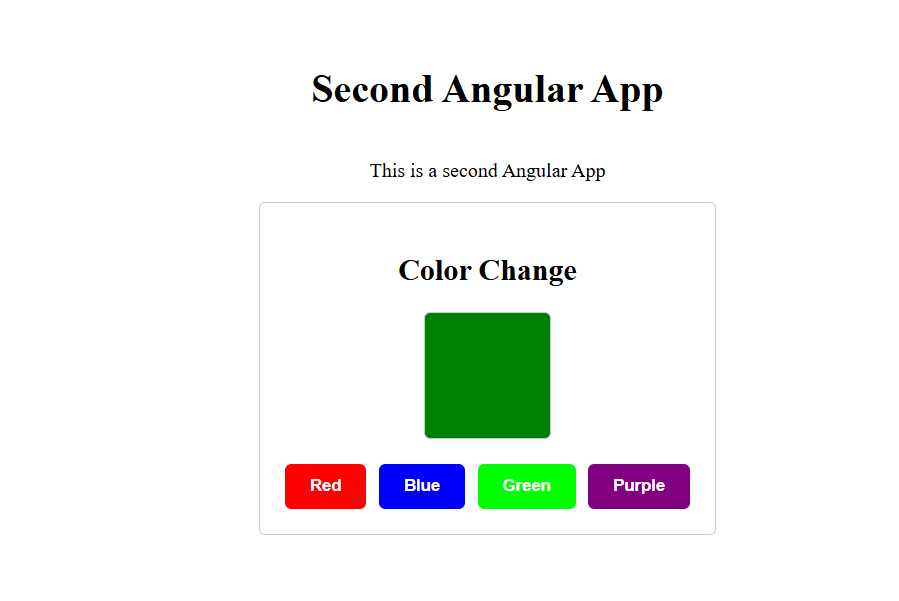 Second Angular App
This is a second Angular App
Color Change
Red Blue Green Purple